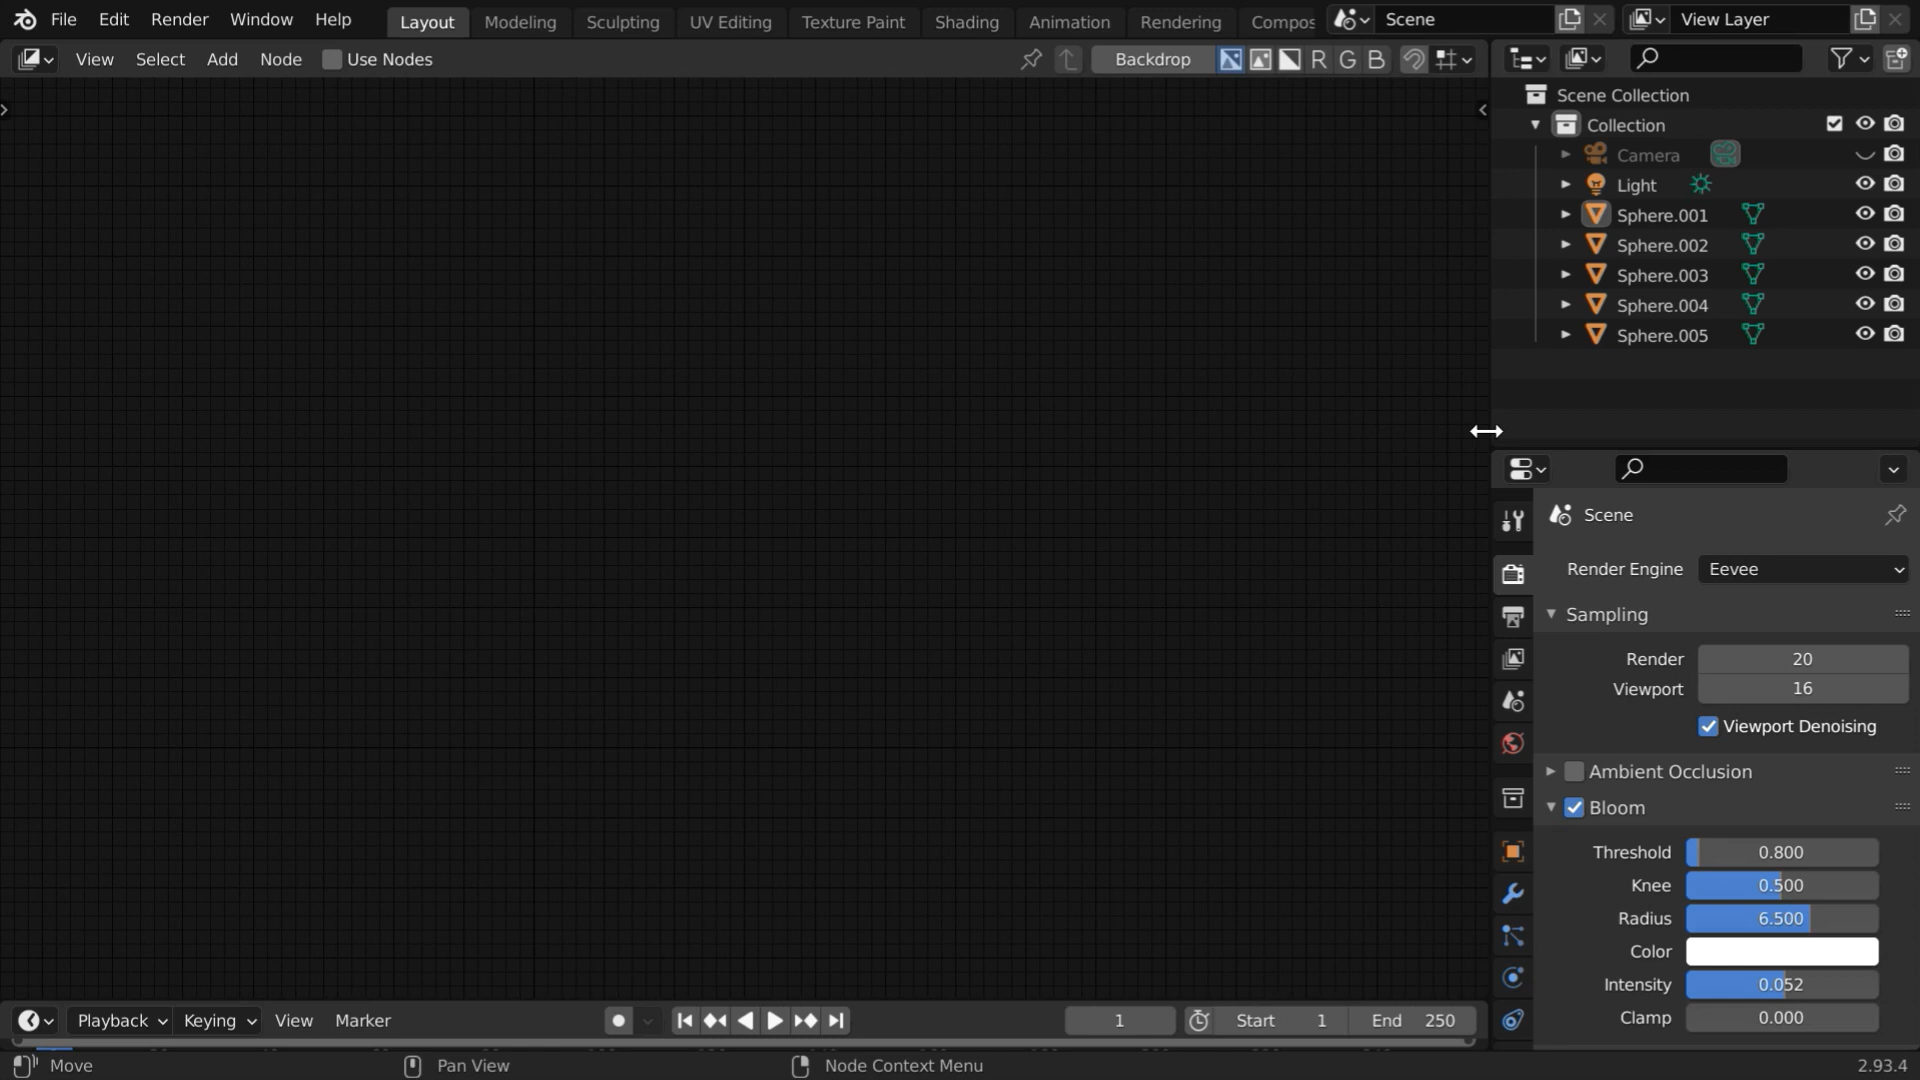 File Edit Render Window Help Layout Modeling Sculpting UV Editing Texture Paint Shading Animation Rendering Compos Scene View Layer
View Select Add Node Use Nodes Backdrop R G B
Scene Collection
Collection
Camera
Light
Sphere.001
Sphere.002
Sphere.003
Sphere.004
Sphere.005
Scene
Render Engine Eevee
Sampling
Render 20
Viewport 16
Viewport Denoising
Ambient Occlusion
Bloom
Threshold 0.800
Knee 0.500
Radius 6.500
Color
Intensity 0.052
Clamp 0.000
Playback Keying View Marker 1 Start 1 End 250
Move Pan View Node Context Menu 2.93.4